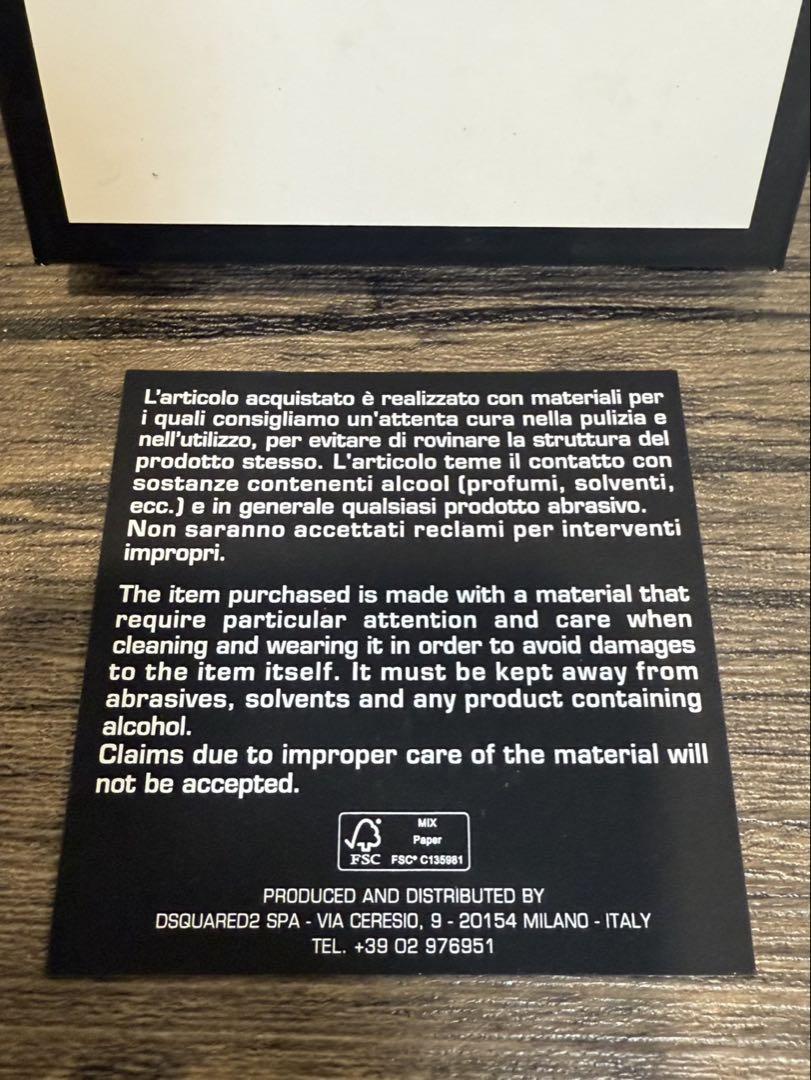 L'articolo acquistato è realizzato con materiali per
i quali consigliamo un'attenta cura nella pulizia e
nell'utilizzo, per evitare di rovinare la struttura del
prodotto stesso. L'articolo teme il contatto con
sostanze contenenti alcool (profumi, solventi,
ecc.) e in generale qualsiasi prodotto abrasivo.
Non saranno accettati reclami per interventi
impropri.
The item purchased is made with a material that
require particular attention and care when
cleaning and wearing it in order to avoid damages
to the item itself. It must be kept away from
abrasives, solvents and any product containing
alcohol.
Claims due to improper care of the material will
not be accepted.
MIX
Paper
FSC FSC® C135981
PRODUCED AND DISTRIBUTED BY
DSQUARED2 SPA - VIA CERESIO, 9 - 20154 MILANO - ITALY
TEL. +39 02 976951